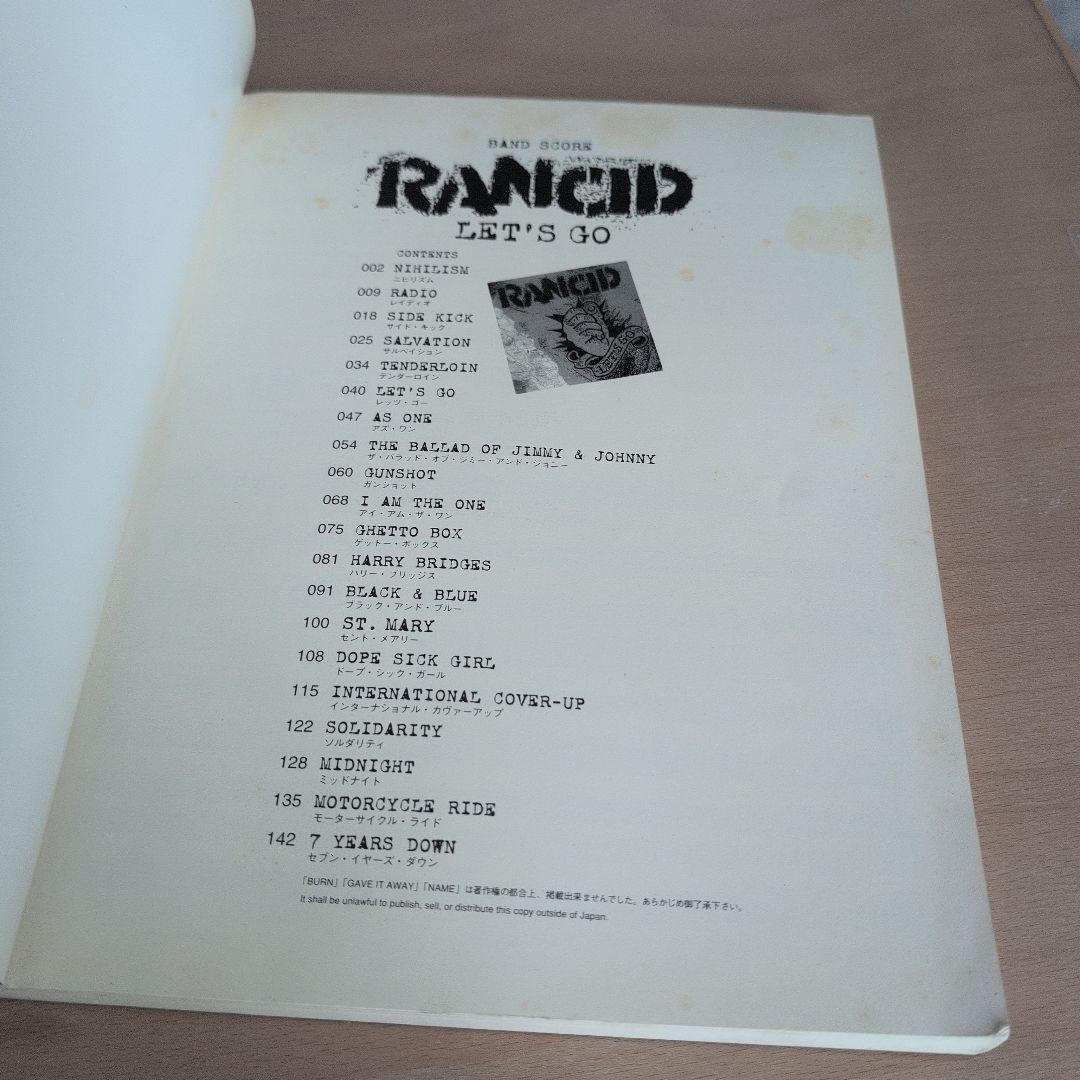 BAND SCORE
RANCID
LET'S GO
CONTENTS
RANCID
LET'S GO
002 NIHILISM
ニヒリズム
009 RADIO
レイディオ
018 SIDE KICK
サイド・キック
025 SALVATION
サルベイション
034 TENDERLOIN
テンダーロイン
040 LET'S GO
レッツ・ゴー
047 AS ONE
アズ・ワン
054 THE BALLAD OF JIMMY & JOHNNY
ザ・バラッド・オブ・ジミー・アンド・ジョニー
060 GUNSHOT
ガンショット
068 I AM THE ONE
アイ・アム・ザ・ワン
075 GHETTO BOX
ゲットー・ボックス
081 HARRY BRIDGES
ハリー・ブリッジス
091 BLACK & BLUE
ブラック・アンド・ブルー
100 ST. MARY
セント・メアリー
108 DOPE SICK GIRL
ドープ・シック・ガール
115 INTERNATIONAL COVER-UP
インターナショナル・カヴァーアップ
122 SOLIDARITY
ソルダリティ
128 MIDNIGHT
ミッドナイト
135 MOTORCYCLE RIDE
モーターサイクル・ライド
142 7 YEARS DOWN
セブン・イヤーズ・ダウン
「BURN」「GAVE IT AWAY」「NAME」は著作権の都合上、掲載出来ませんでした。あらかじめ御了承下さい。
It shall be unlawful to publish, sell, or distribute this copy outside of Japan.